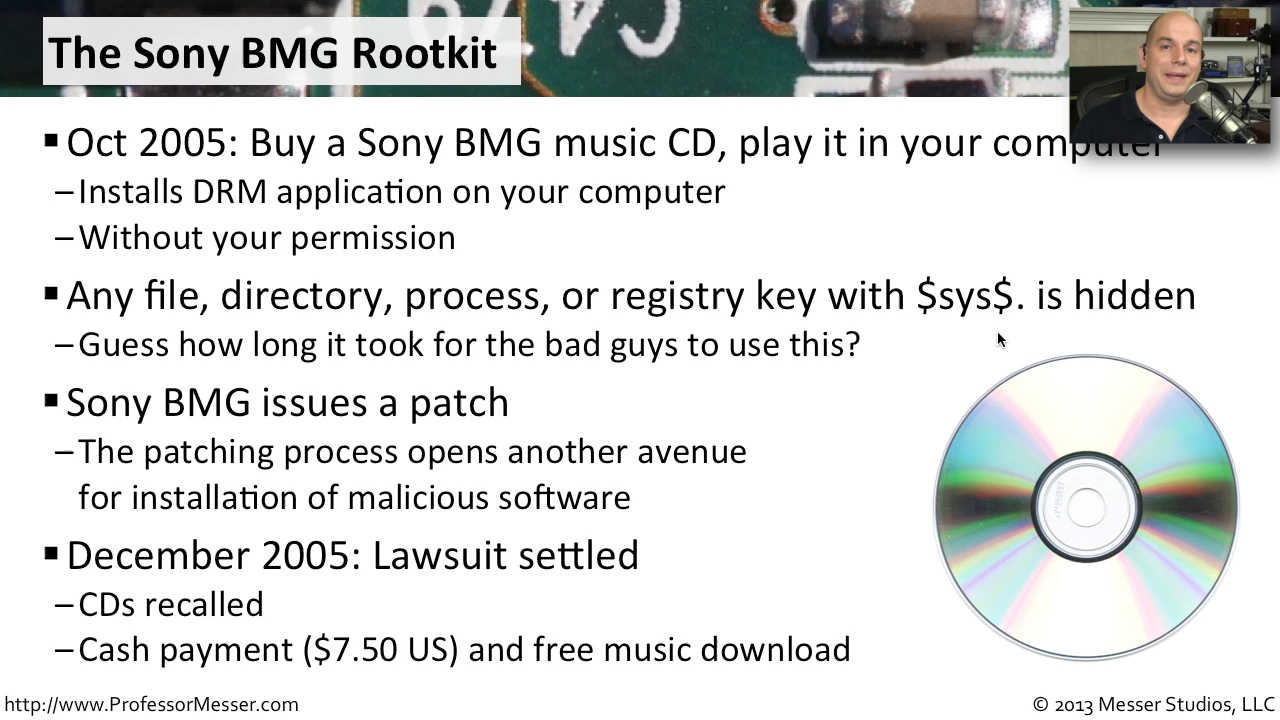 The Sony BMG Rootkit
▪ Oct 2005: Buy a Sony BMG music CD, play it in your computer
– Installs DRM application on your computer
– Without your permission
▪ Any file, directory, process, or registry key with $sys$. is hidden
– Guess how long it took for the bad guys to use this?
▪ Sony BMG issues a patch
– The patching process opens another avenue
for installation of malicious software
▪ December 2005: Lawsuit settled
– CDs recalled
– Cash payment ($7.50 US) and free music download
http://www.ProfessorMesser.com
© 2013 Messer Studios, LLC